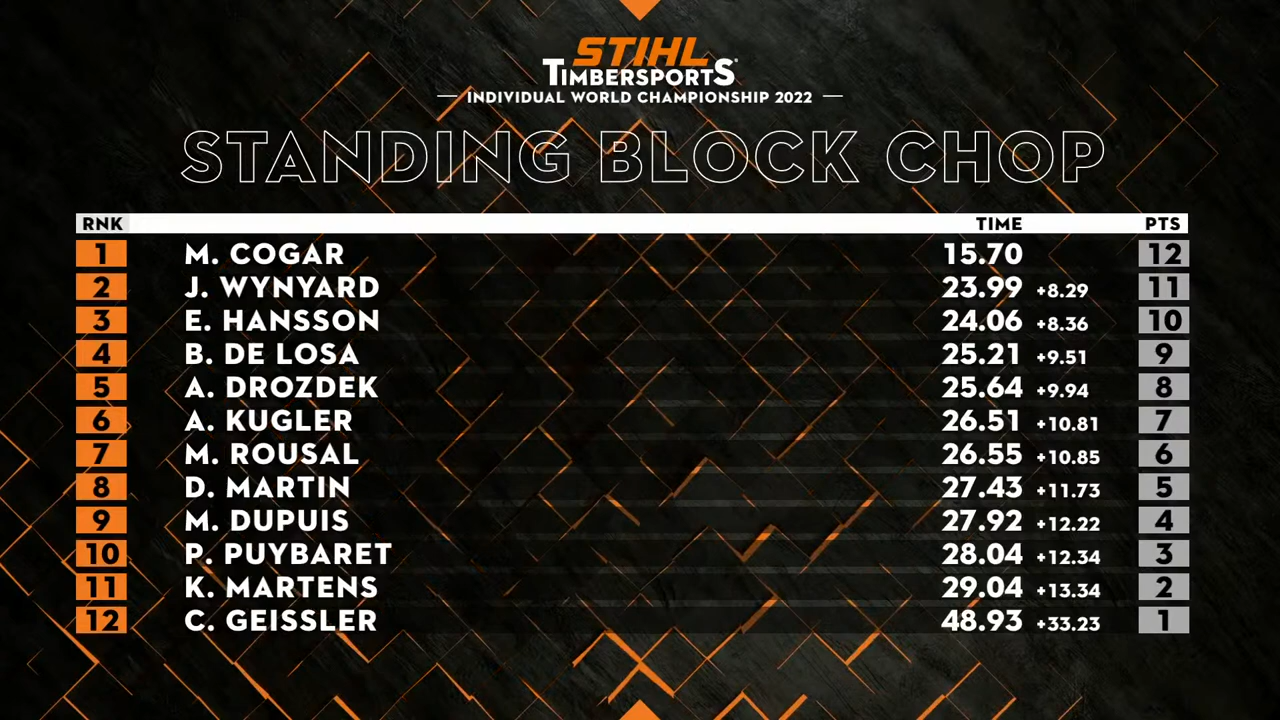 STIHL
TIMBERSPORTS®
INDIVIDUAL WORLD CHAMPIONSHIP 2022
STANDING BLOCK CHOP
RNK TIME PTS
1 M. COGAR 15.70 12
2 J. WYNYARD 23.99 +8.29 11
3 E. HANSSON 24.06 +8.36 10
4 B. DE LOSA 25.21 +9.51 9
5 A. DROZDEK 25.64 +9.94 8
6 A. KUGLER 26.51 +10.81 7
7 M. ROUSAL 26.55 +10.85 6
8 D. MARTIN 27.43 +11.73 5
9 M. DUPUIS 27.92 +12.22 4
10 P. PUYBARET 28.04 +12.34 3
11 K. MARTENS 29.04 +13.34 2
12 C. GEISSLER 48.93 +33.23 1